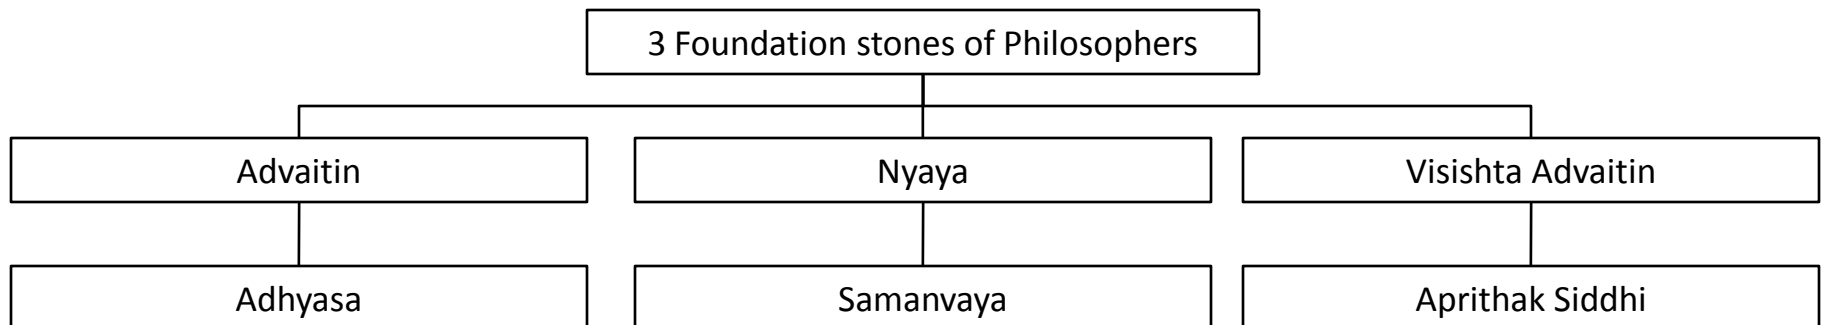 3 Foundation stones of Philosophers
Advaitin
Nyaya
Visishta Advaitin
Adhyasa
Samanvaya
Aprithak Siddhi